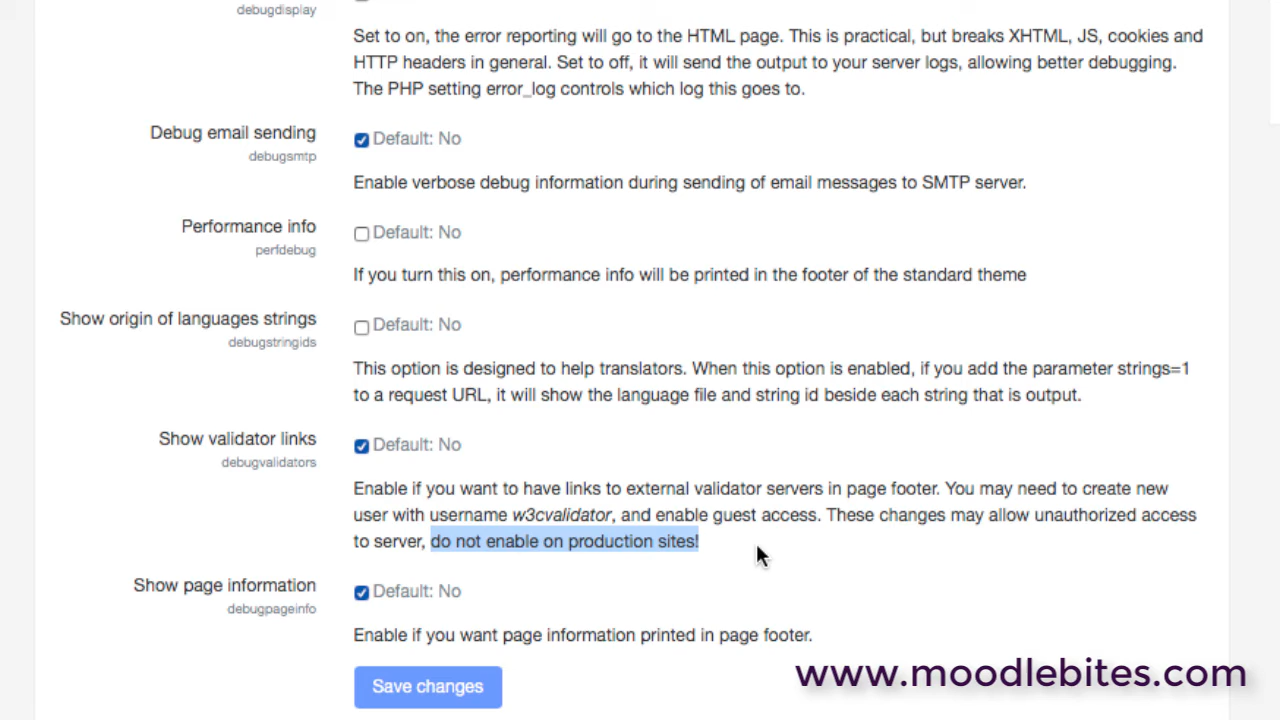 debugdisplay
Set to on, the error reporting will go to the HTML page. This is practical, but breaks XHTML, JS, cookies and
HTTP headers in general. Set to off, it will send the output to your server logs, allowing better debugging.
The PHP setting error_log controls which log this goes to.
Debug email sending
Default: No
debugsmtp
Enable verbose debug information during sending of email messages to SMTP server.
Performance info
Default: No
perfdebug
If you turn this on, performance info will be printed in the footer of the standard theme
Show origin of languages strings
Default: No
debugstringids
This option is designed to help translators. When this option is enabled, if you add the parameter strings=1
to a request URL, it will show the language file and string id beside each string that is output.
Show validator links
Default: No
debugvalidators
Enable if you want to have links to external validator servers in page footer. You may need to create new
user with username w3cvalidator, and enable guest access. These changes may allow unauthorized access
to server, do not enable on production sites!
Show page information
Default: No
debugpageinfo
Enable if you want page information printed in page footer.
Save changes
www.moodlebites.com